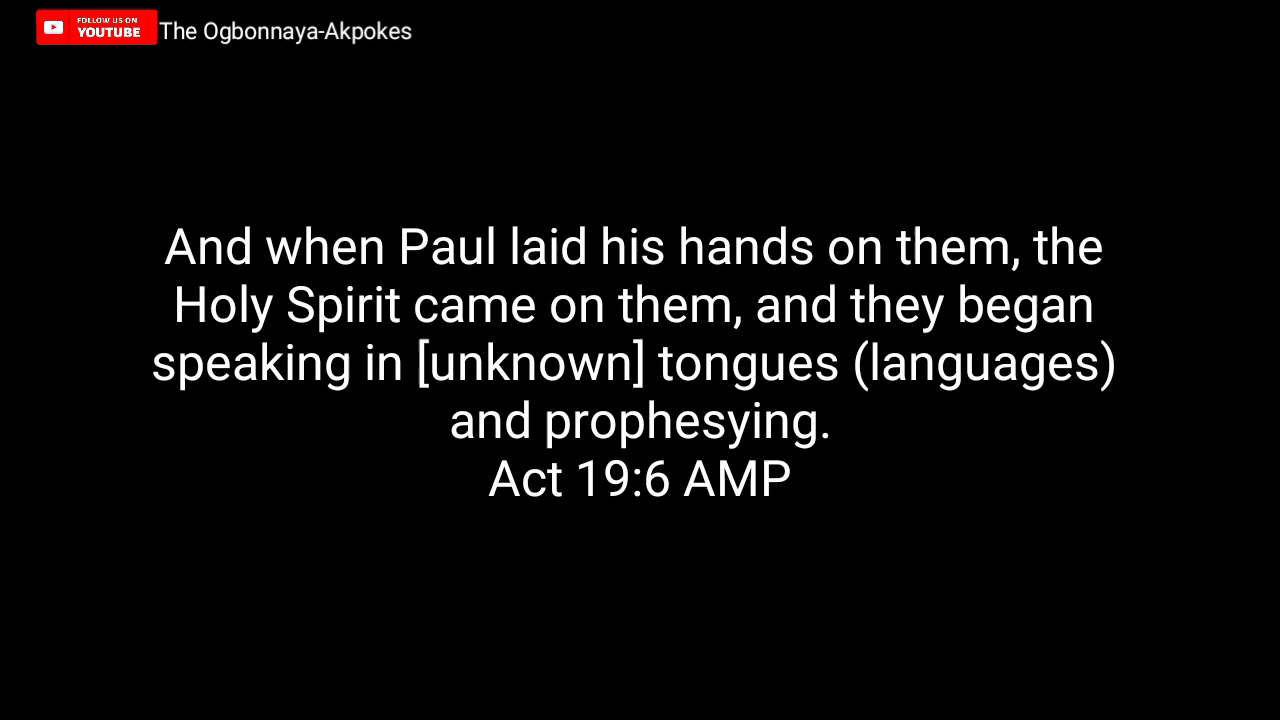 FOLLOW US ON
YOUTUBE
The Ogbonnaya-Akpokes
And when Paul laid his hands on them, the
Holy Spirit came on them, and they began
speaking in [unknown] tongues (languages)
and prophesying.
Act 19:6 AMP